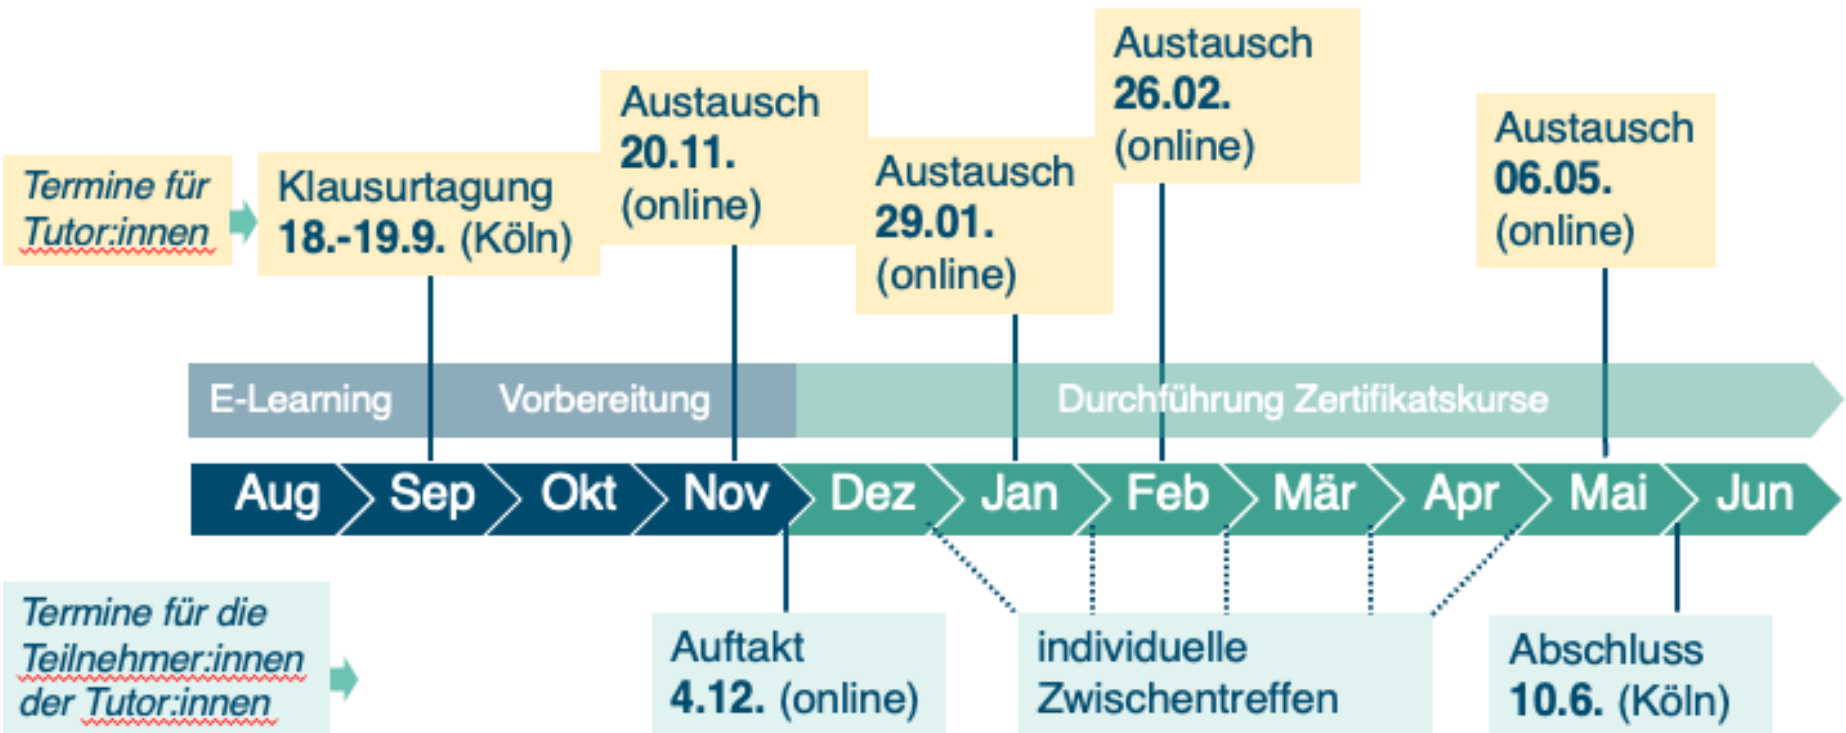 Termine für
Tutor:innen
Klausurtagung
18.-19.9. (Köln)
Austausch
20.11.
(online)
Austausch
29.01.
(online)
Austausch
26.02.
(online)
Austausch
06.05.
(online)
E-Learning
Vorbereitung
Durchführung Zertifikatskurse
Aug
Sep
Okt
Nov
Dez
Jan
Feb
Mär
Apr
Mai
Jun
Termine für die
Teilnehmer:innen
der Tutor:innen
Auftakt
4.12. (online)
individuelle
Zwischentreffen
Abschluss
10.6. (Köln)